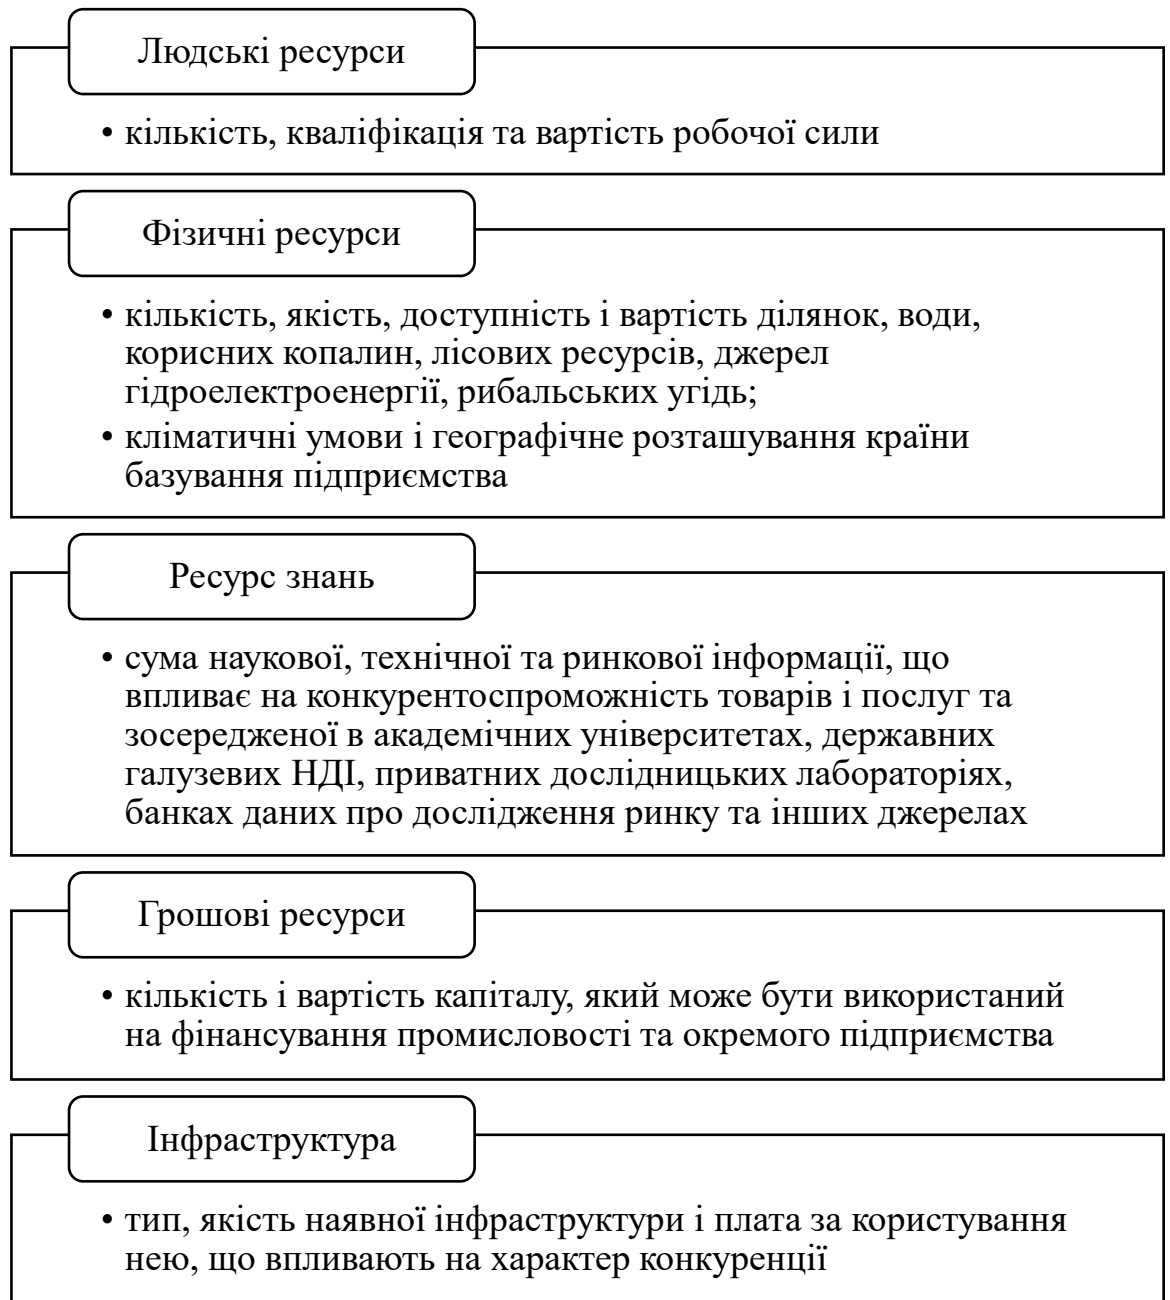 Людські ресурси
• кількість, кваліфікація та вартість робочої сили
Фізичні ресурси
• кількість, якість, доступність і вартість ділянок, води,
корисних копалин, лісових ресурсів, джерел
гідроелектроенергії, рибальських угідь;
• кліматичні умови і географічне розташування країни
базування підприємства
Ресурс знань
• сума наукової, технічної та ринкової інформації, що
впливає на конкурентоспроможність товарів і послуг та
зосередженої в академічних університетах, державних
галузевих НДІ, приватних дослідницьких лабораторіях,
банках даних про дослідження ринку та інших джерелах
Грошові ресурси
• кількість і вартість капіталу, який може бути використаний
на фінансування промисловості та окремого підприємства
Інфраструктура
• тип, якість наявної інфраструктури і плата за користування
нею, що впливають на характер конкуренції